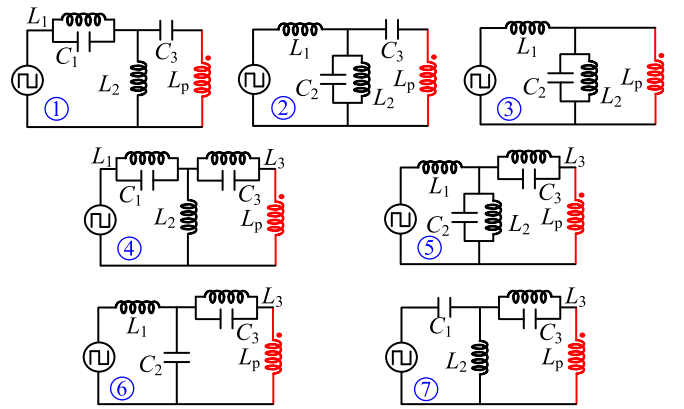 L1
C1 C3
L2 Lp
①
L1 C3
C2 L2 Lp
②
L1
C2 L2 Lp
③
L1 L3
C1 C3
L2 Lp
④
L3
L1 C3
C2 L2 Lp
⑤
L3
L1 C3
C2 Lp
⑥
L3
C1 C3
L2 Lp
⑦